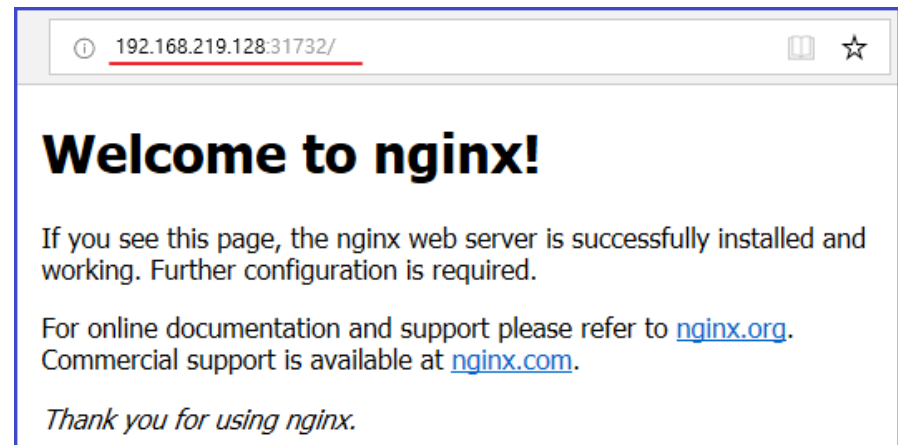 192.168.219.128:31732/
Welcome to nginx!
If you see this page, the nginx web server is successfully installed and
working. Further configuration is required.
For online documentation and support please refer to nginx.org.
Commercial support is available at nginx.com.
Thank you for using nginx.